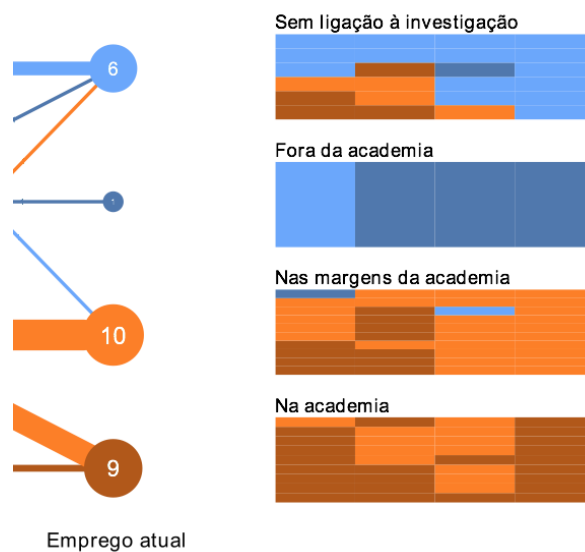 Sem ligação à investigação
6
Fora da academia
Nas margens da academia
10
Na academia
9
Emprego atual